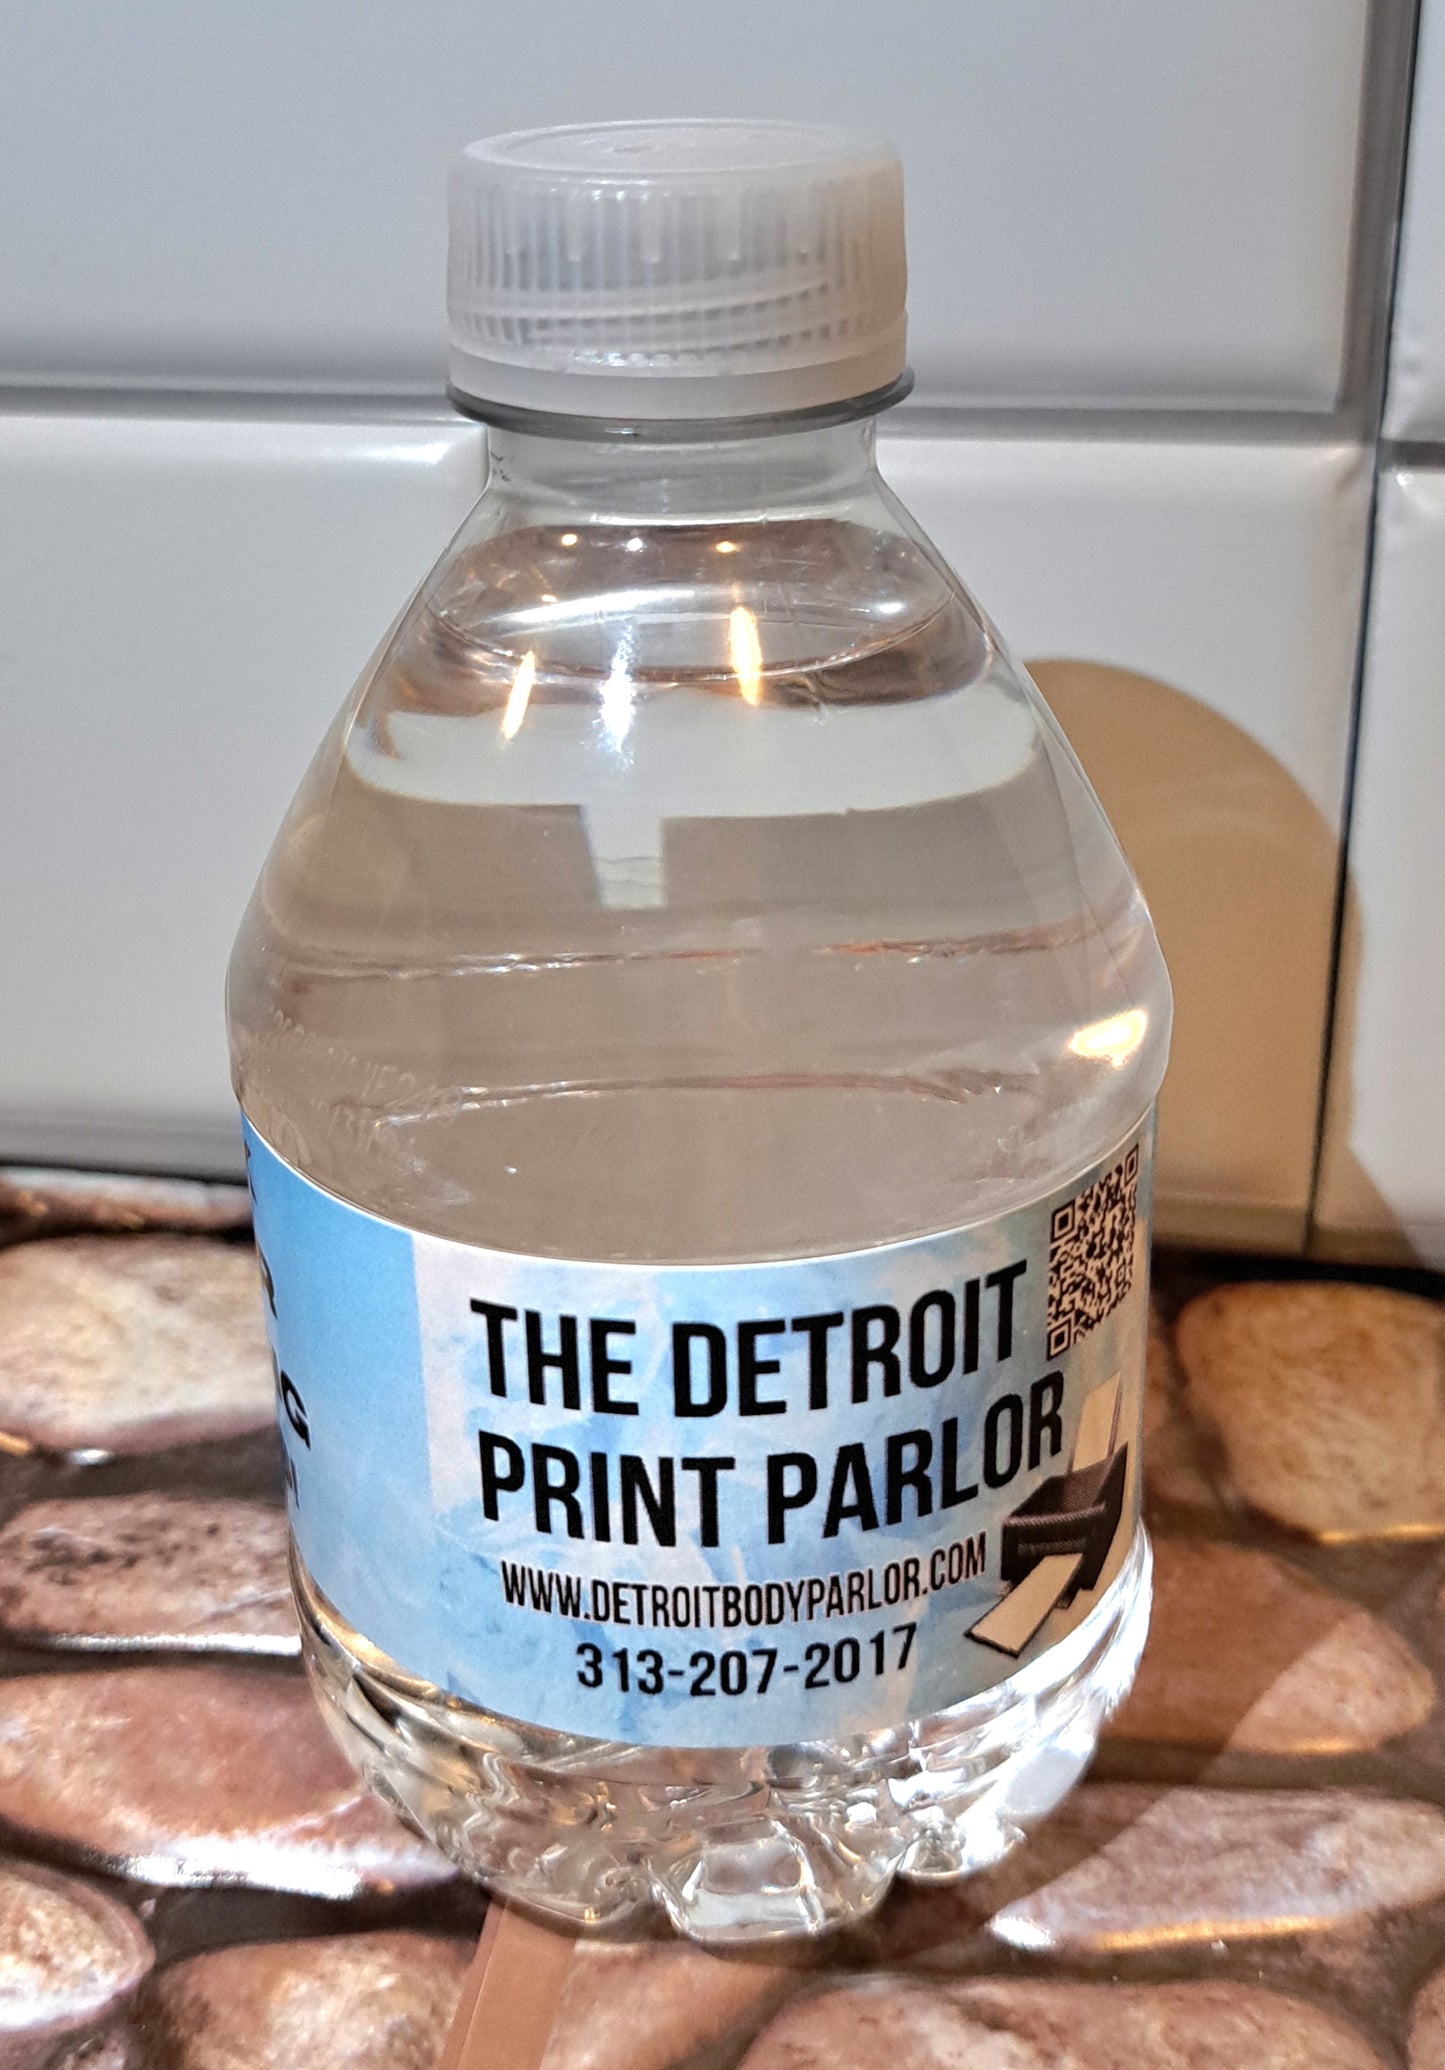 THE DETROIT
PRINT PARLOR
WWW.DETROITBODYPARLOR.COM
313-207-2017